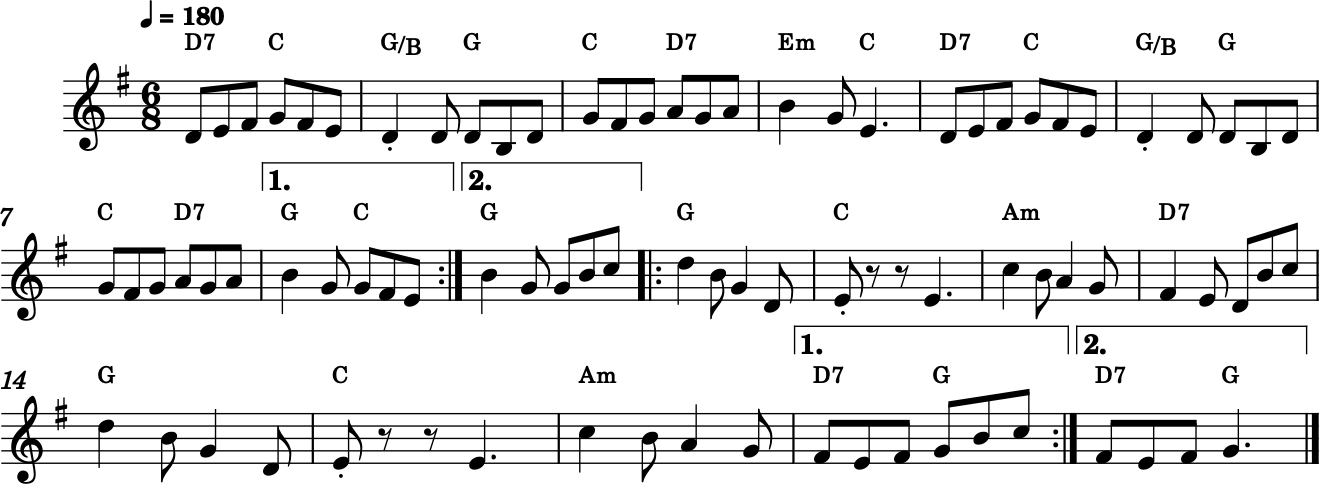 ♩ = 180
D7 C G/B G C D7 Em C D7 C G/B G
6
8
1. 2.
7 C D7 G C G G C Am D7
1. 2.
14 G C Am D7 G D7 G